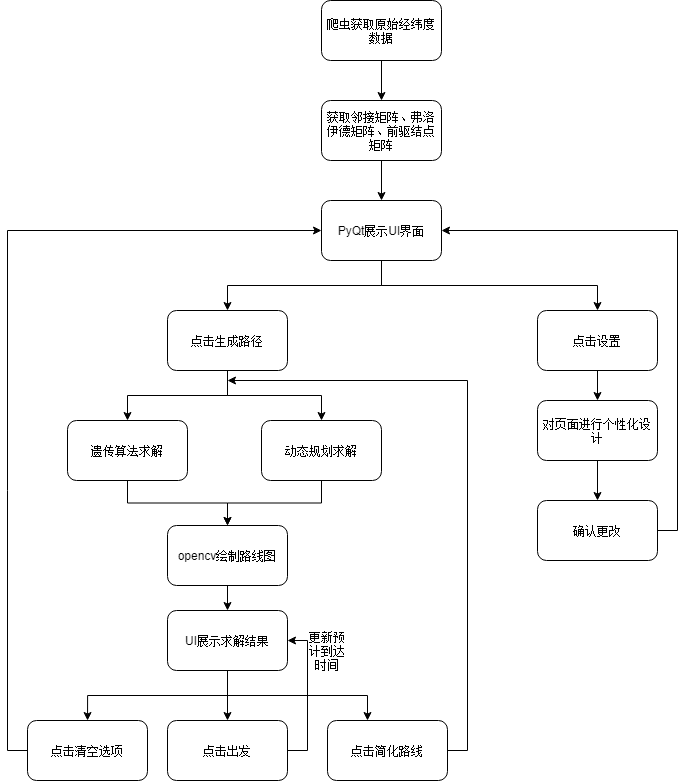 爬虫获取原始经纬度
数据
获取邻接矩阵、弗洛
伊德矩阵、前驱结点
矩阵
PyQt展示UI界面
点击生成路径
点击设置
遗传算法求解
动态规划求解
对页面进行个性化设
计
确认更改
opencv绘制路线图
UI展示求解结果
更新预
计到达
时间
点击清空选项
点击出发
点击简化路线